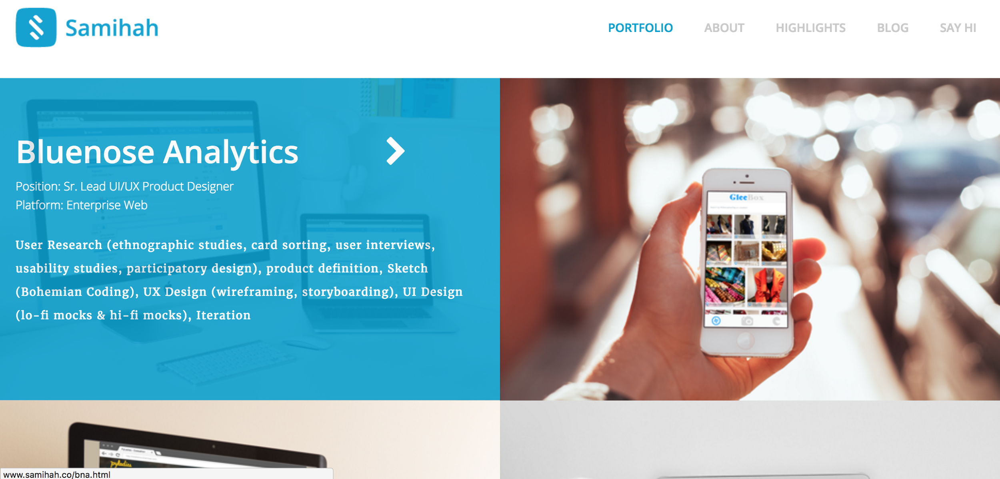 Samihah
PORTFOLIO ABOUT HIGHLIGHTS BLOG SAY HI
Bluenose Analytics
Position: Sr. Lead UI/UX Product Designer
Platform: Enterprise Web
User Research (ethnographic studies, card sorting, user interviews,
usability studies, participatory design), product definition, Sketch
(Bohemian Coding), UX Design (wireframing, storyboarding), UI Design
(lo-fi mocks & hi-fi mocks), Iteration
GleeBox
pyladies
www.samihah.co/bna.html